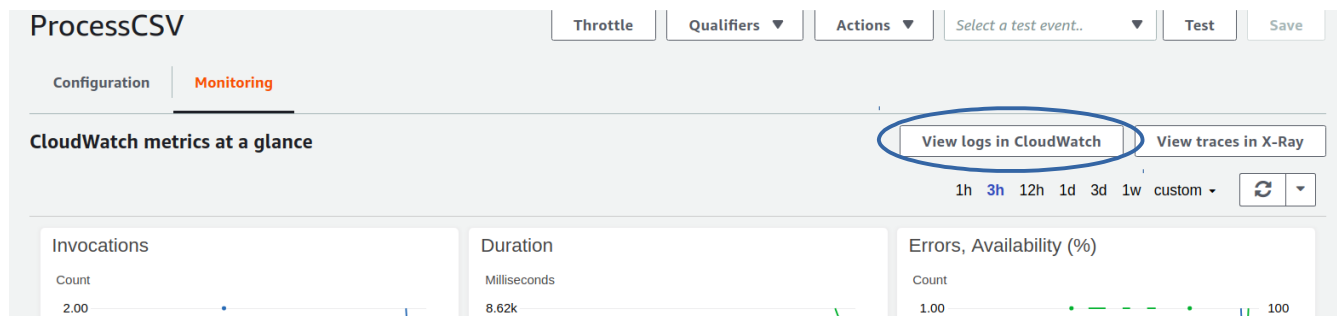 ProcessCSV
Throttle
Qualifiers
Actions
Select a test event..
Test
Save
Configuration
Monitoring
CloudWatch metrics at a glance
View logs in CloudWatch
View traces in X-Ray
1h 3h 12h 1d 3d 1w custom
Invocations
Count
2.00
Duration
Milliseconds
8.62k
Errors, Availability (%)
Count
1.00
100